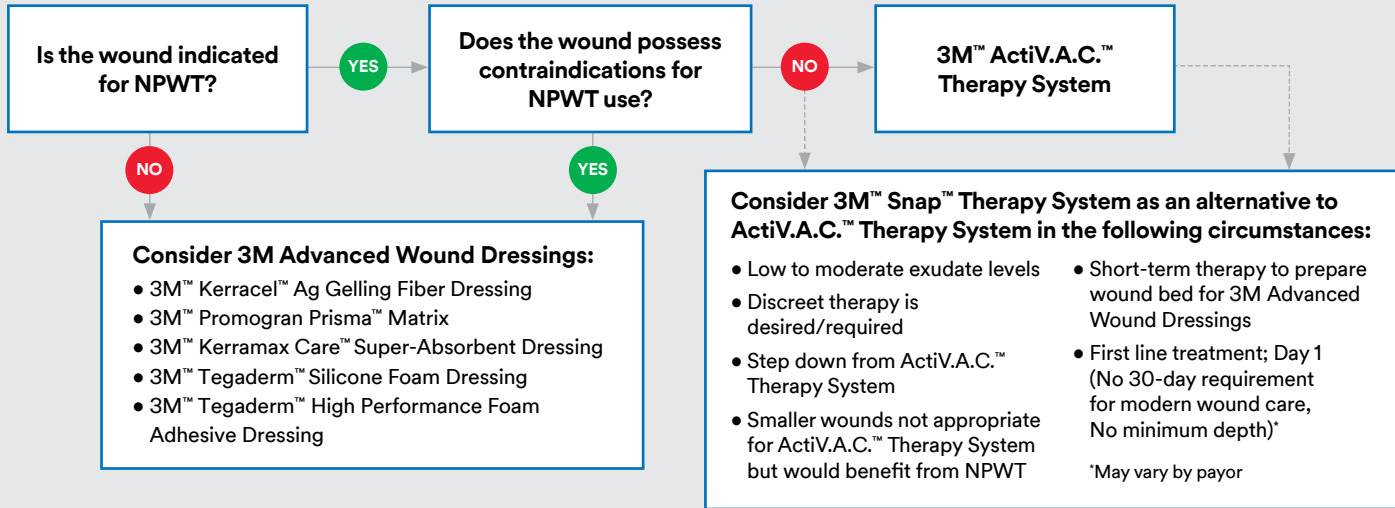 Is the wound indicated
for NPWT?
YES
Does the wound possess
contraindications for
NPWT use?
NO
3M™ ActiV.A.C.™
Therapy System
NO
YES
Consider 3M Advanced Wound Dressings:
• 3M™ Kerracel™ Ag Gelling Fiber Dressing
• 3M™ Promogran Prisma™ Matrix
• 3M™ Kerramax Care™ Super-Absorbent Dressing
• 3M™ Tegaderm™ Silicone Foam Dressing
• 3M™ Tegaderm™ High Performance Foam
Adhesive Dressing
Consider 3M™ Snap™ Therapy System as an alternative to
ActiV.A.C.™ Therapy System in the following circumstances:
• Low to moderate exudate levels
• Discreet therapy is
desired/required
• Step down from ActiV.A.C.™
Therapy System
• Smaller wounds not appropriate
for ActiV.A.C.™ Therapy System
but would benefit from NPWT
• Short-term therapy to prepare
wound bed for 3M Advanced
Wound Dressings
• First line treatment; Day 1
(No 30-day requirement
for modern wound care,
No minimum depth)*
*May vary by payor